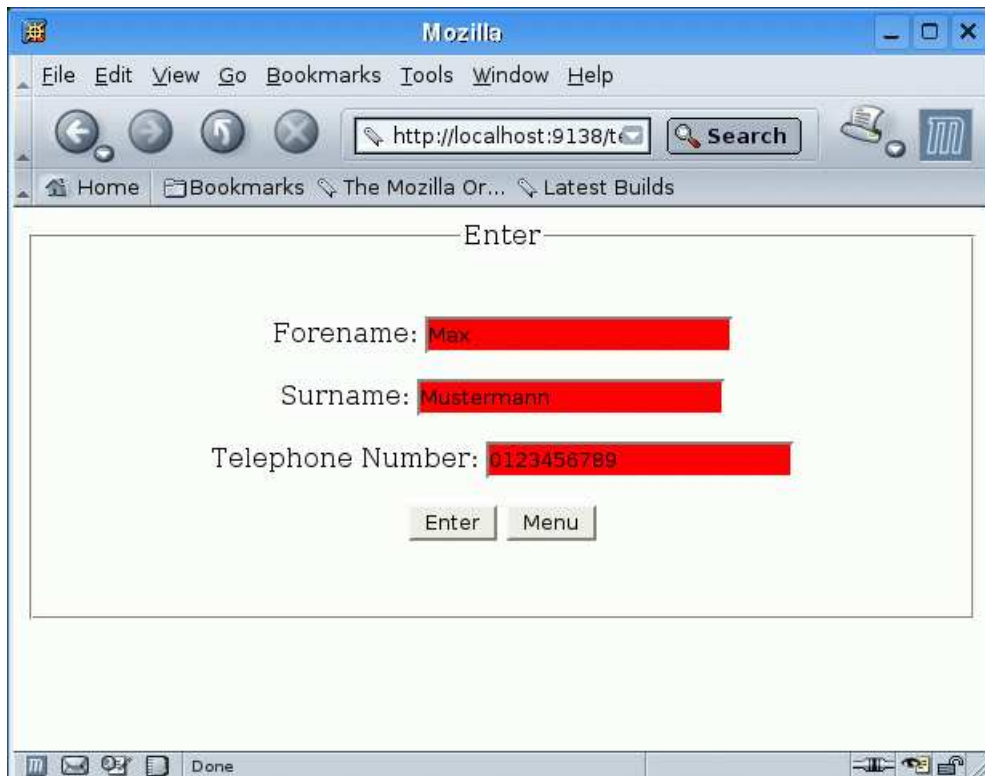 Mozilla
File Edit View Go Bookmarks Tools Window Help
http://localhost:9138/te Search
Home Bookmarks The Mozilla Or... Latest Builds
Enter
Forename: Max
Surname: Mustermann
Telephone Number: 0123456789
Enter Menu
Done